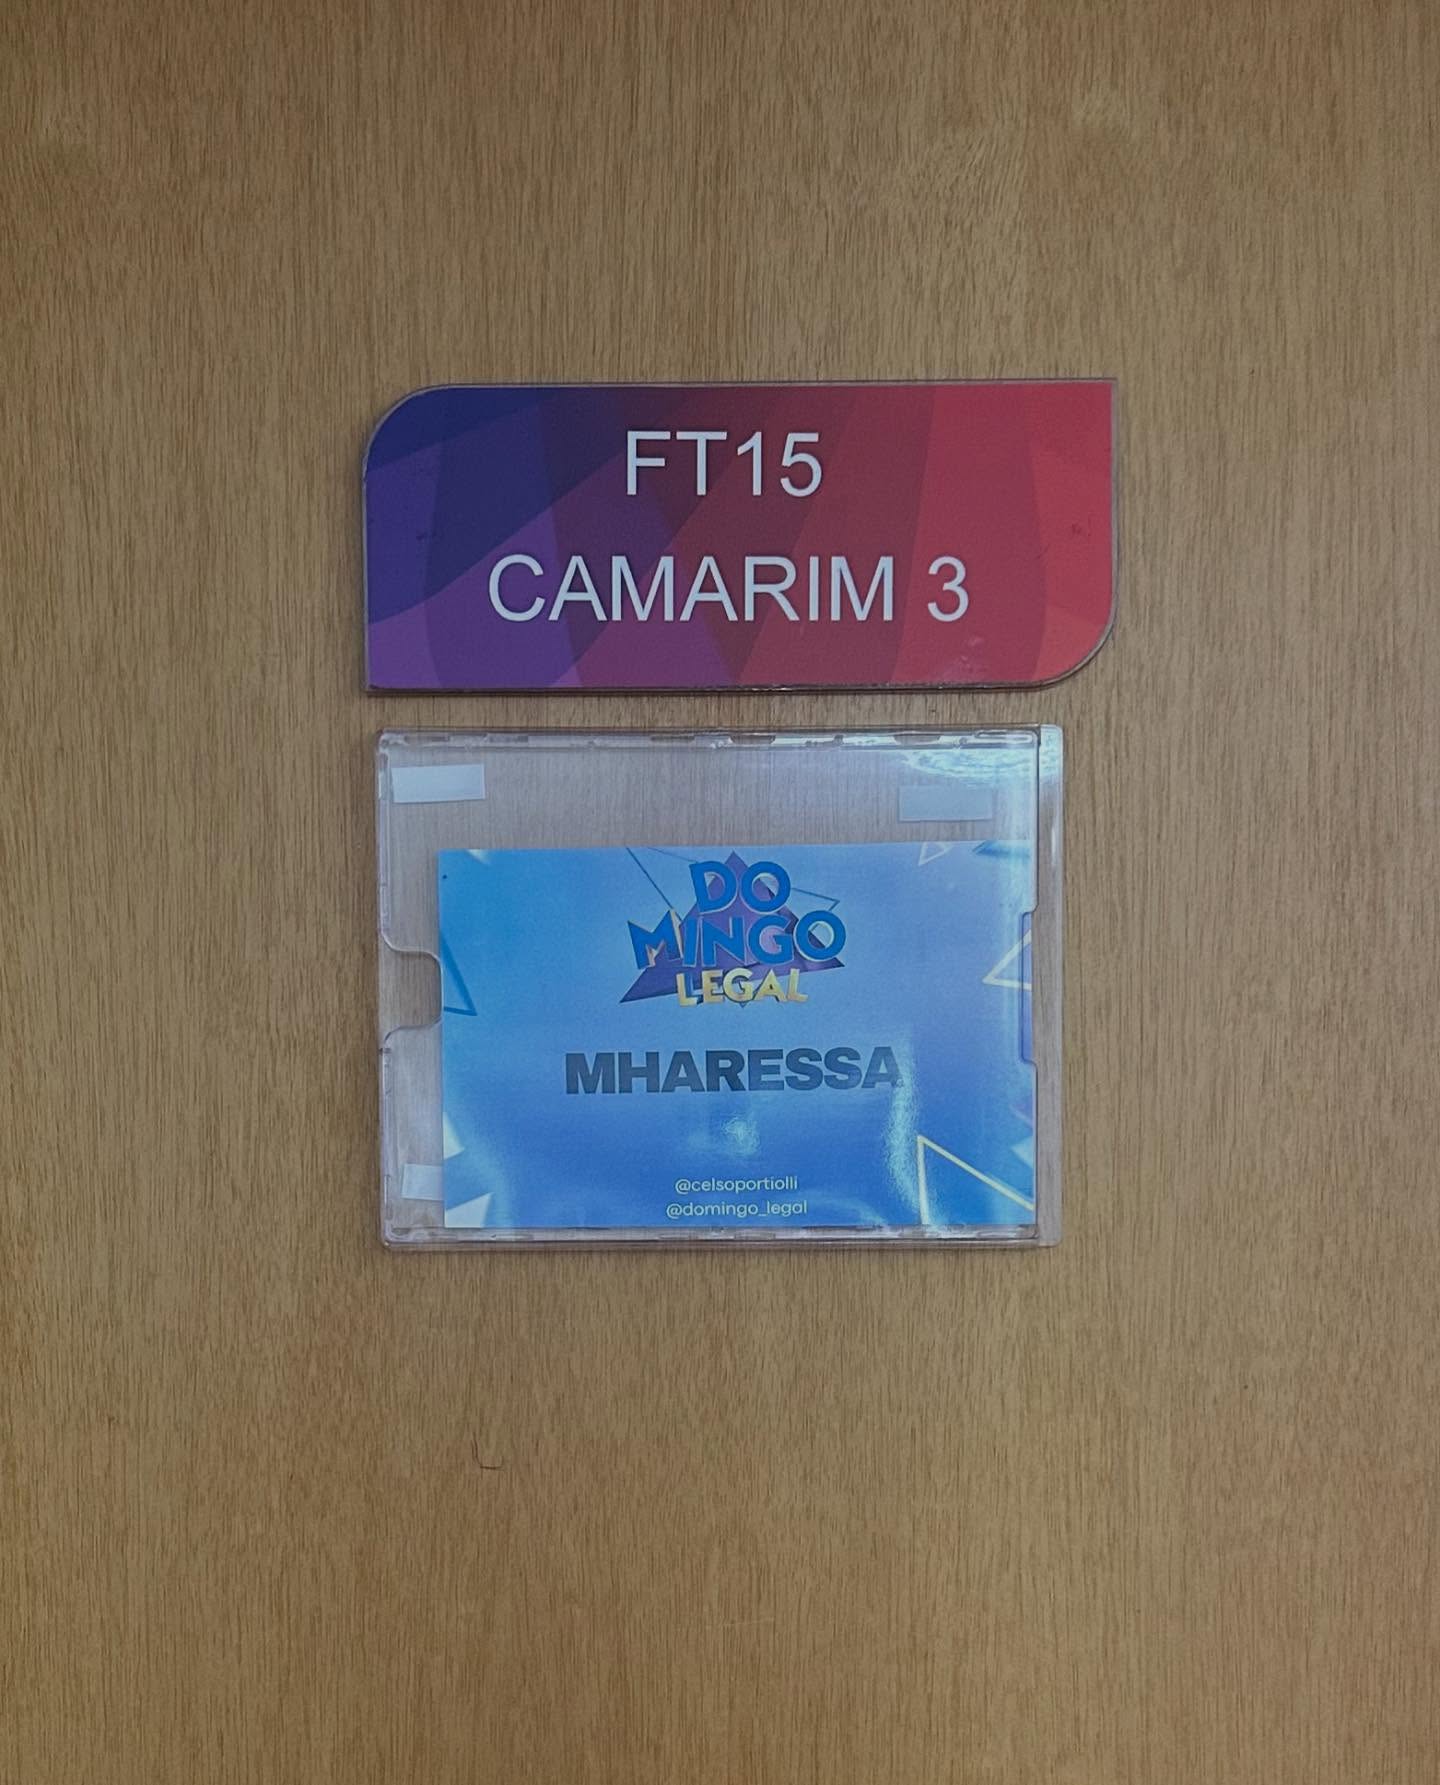 FT15
CAMARIM 3
DO
MINGO
LEGAL
MHARESSA
@celsoportiolli
@domingo_legal